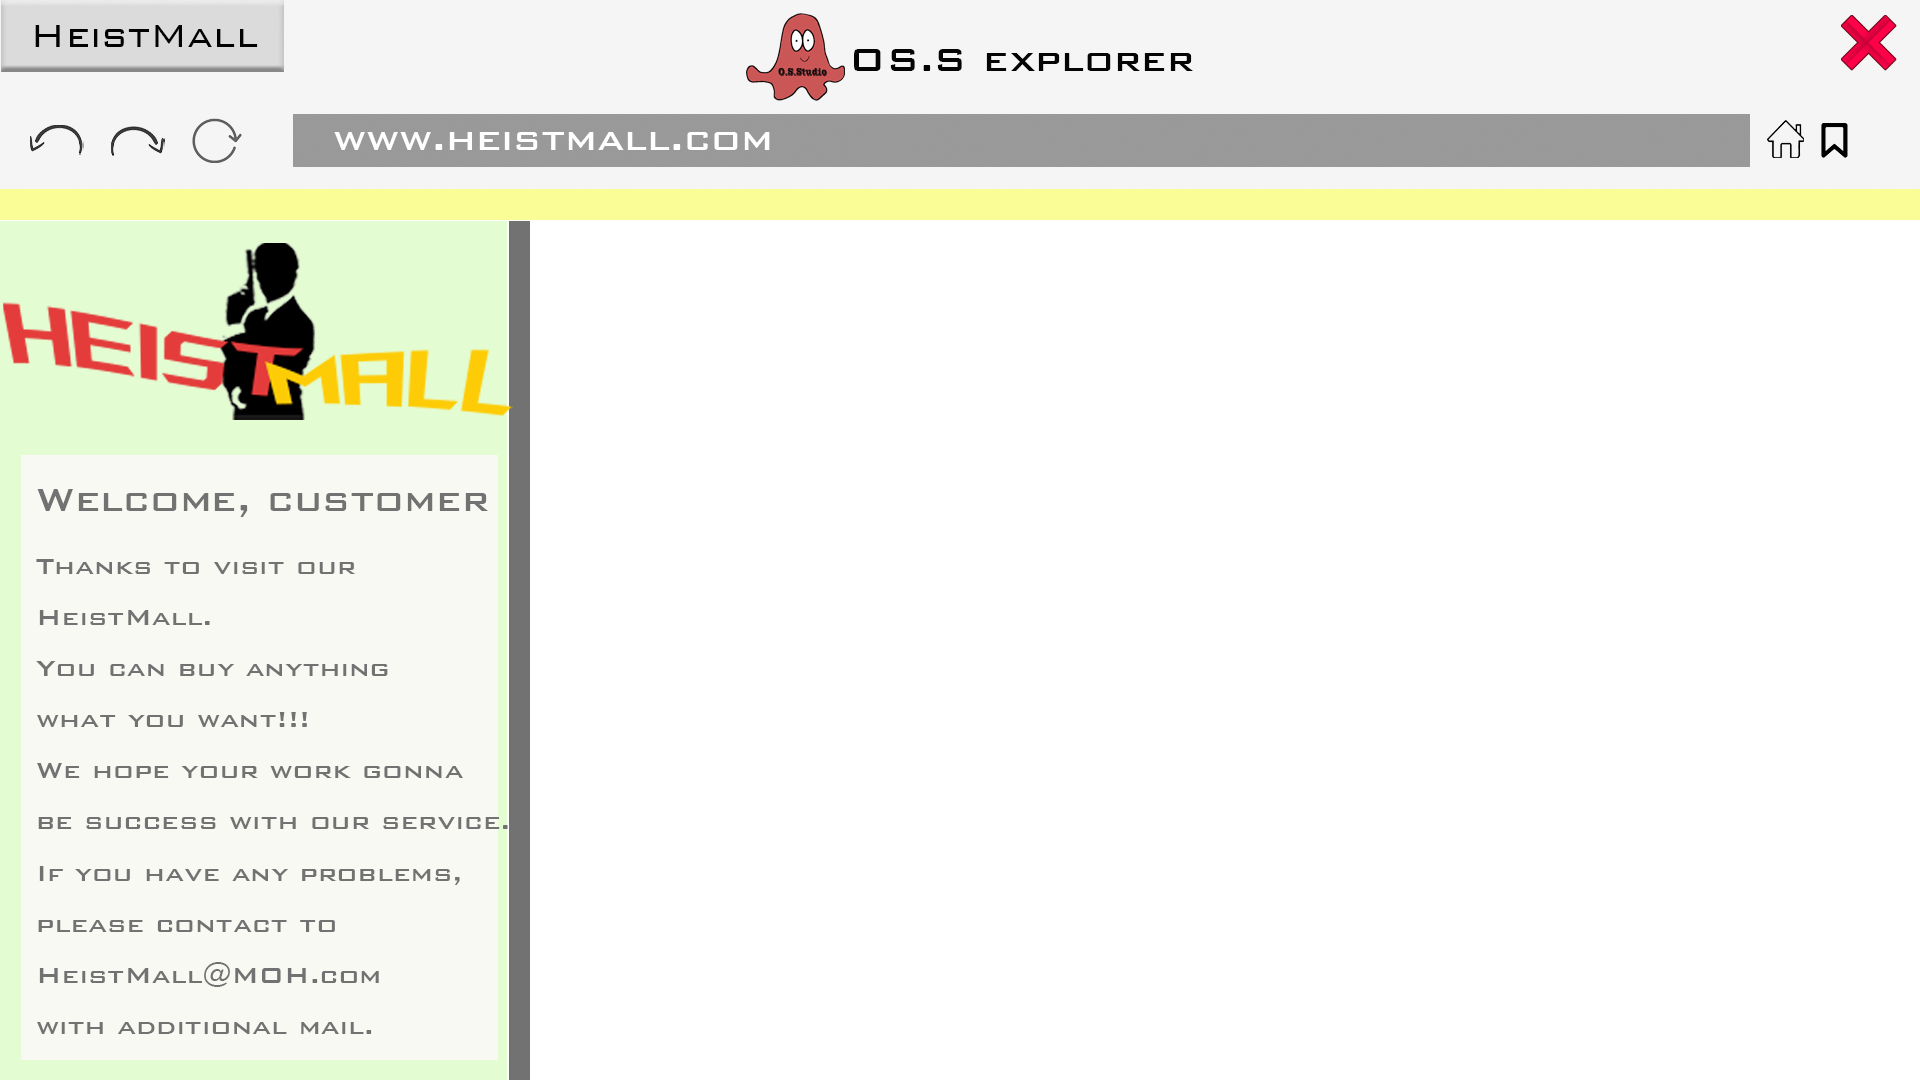 HeistMall
O.S.Studio
OS.S explorer
www.heistmall.com
HEISTMALL
Welcome, customer
Thanks to visit our
HeistMall.
You can buy anything
what you want!!!
We hope your work gonna
be success with our service.
If you have any problems,
please contact to
HeistMall@MOH.com
with additional mail.